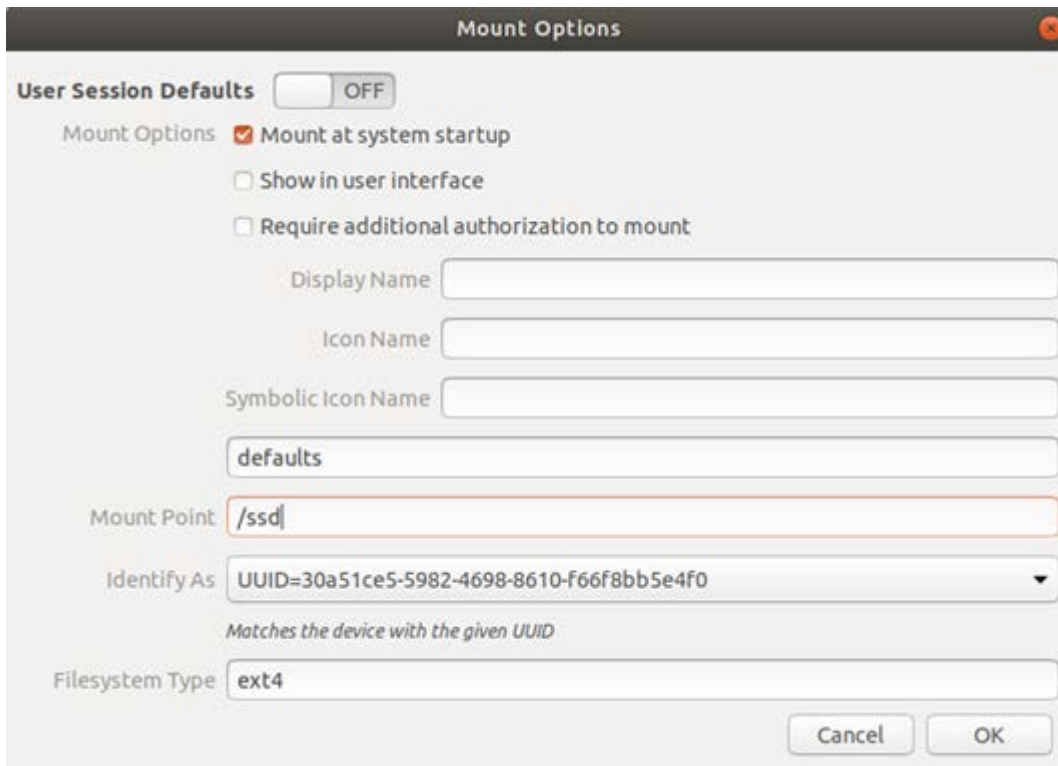 Mount Options
User Session Defaults OFF
Mount Options Mount at system startup
Show in user interface
Require additional authorization to mount
Display Name
Icon Name
Symbolic Icon Name
defaults
Mount Point /ssd
Identify As UUID=30a51ce5-5982-4698-8610-f66f8bb5e4f0
Matches the device with the given UUID
Filesystem Type ext4
Cancel OK